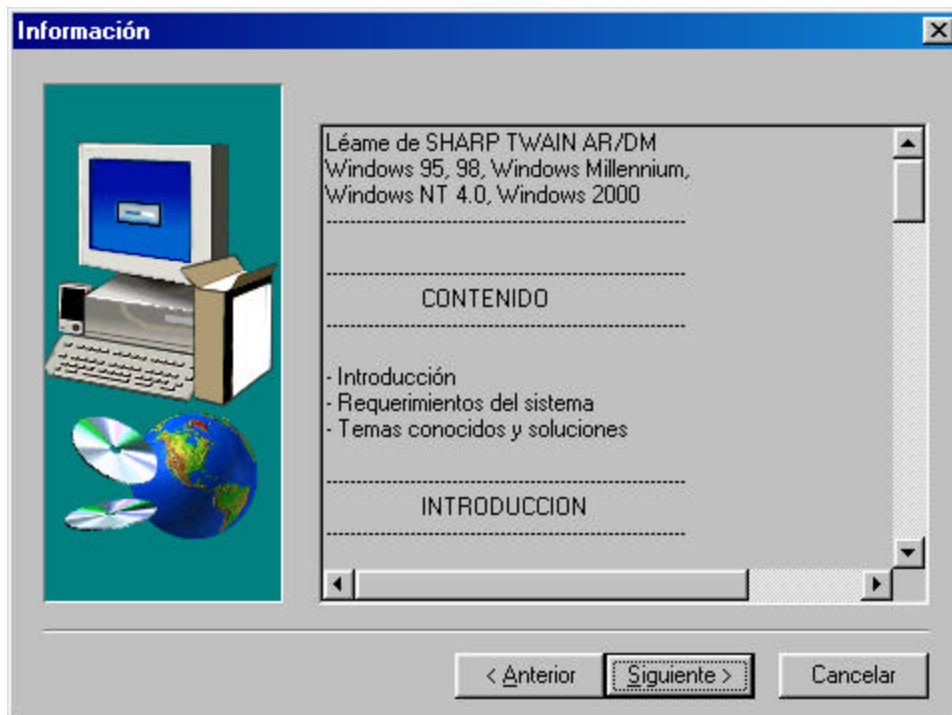 Información
Léame de SHARP TWAIN AR/DM
Windows 95, 98, Windows Millennium,
Windows NT 4.0, Windows 2000
------------------------------------------------------------
------------------------------------------------------------
CONTENIDO
------------------------------------------------------------
- Introducción
- Requerimientos del sistema
- Temas conocidos y soluciones
------------------------------------------------------------
INTRODUCCION
------------------------------------------------------------
< Anterior
Siguiente >
Cancelar